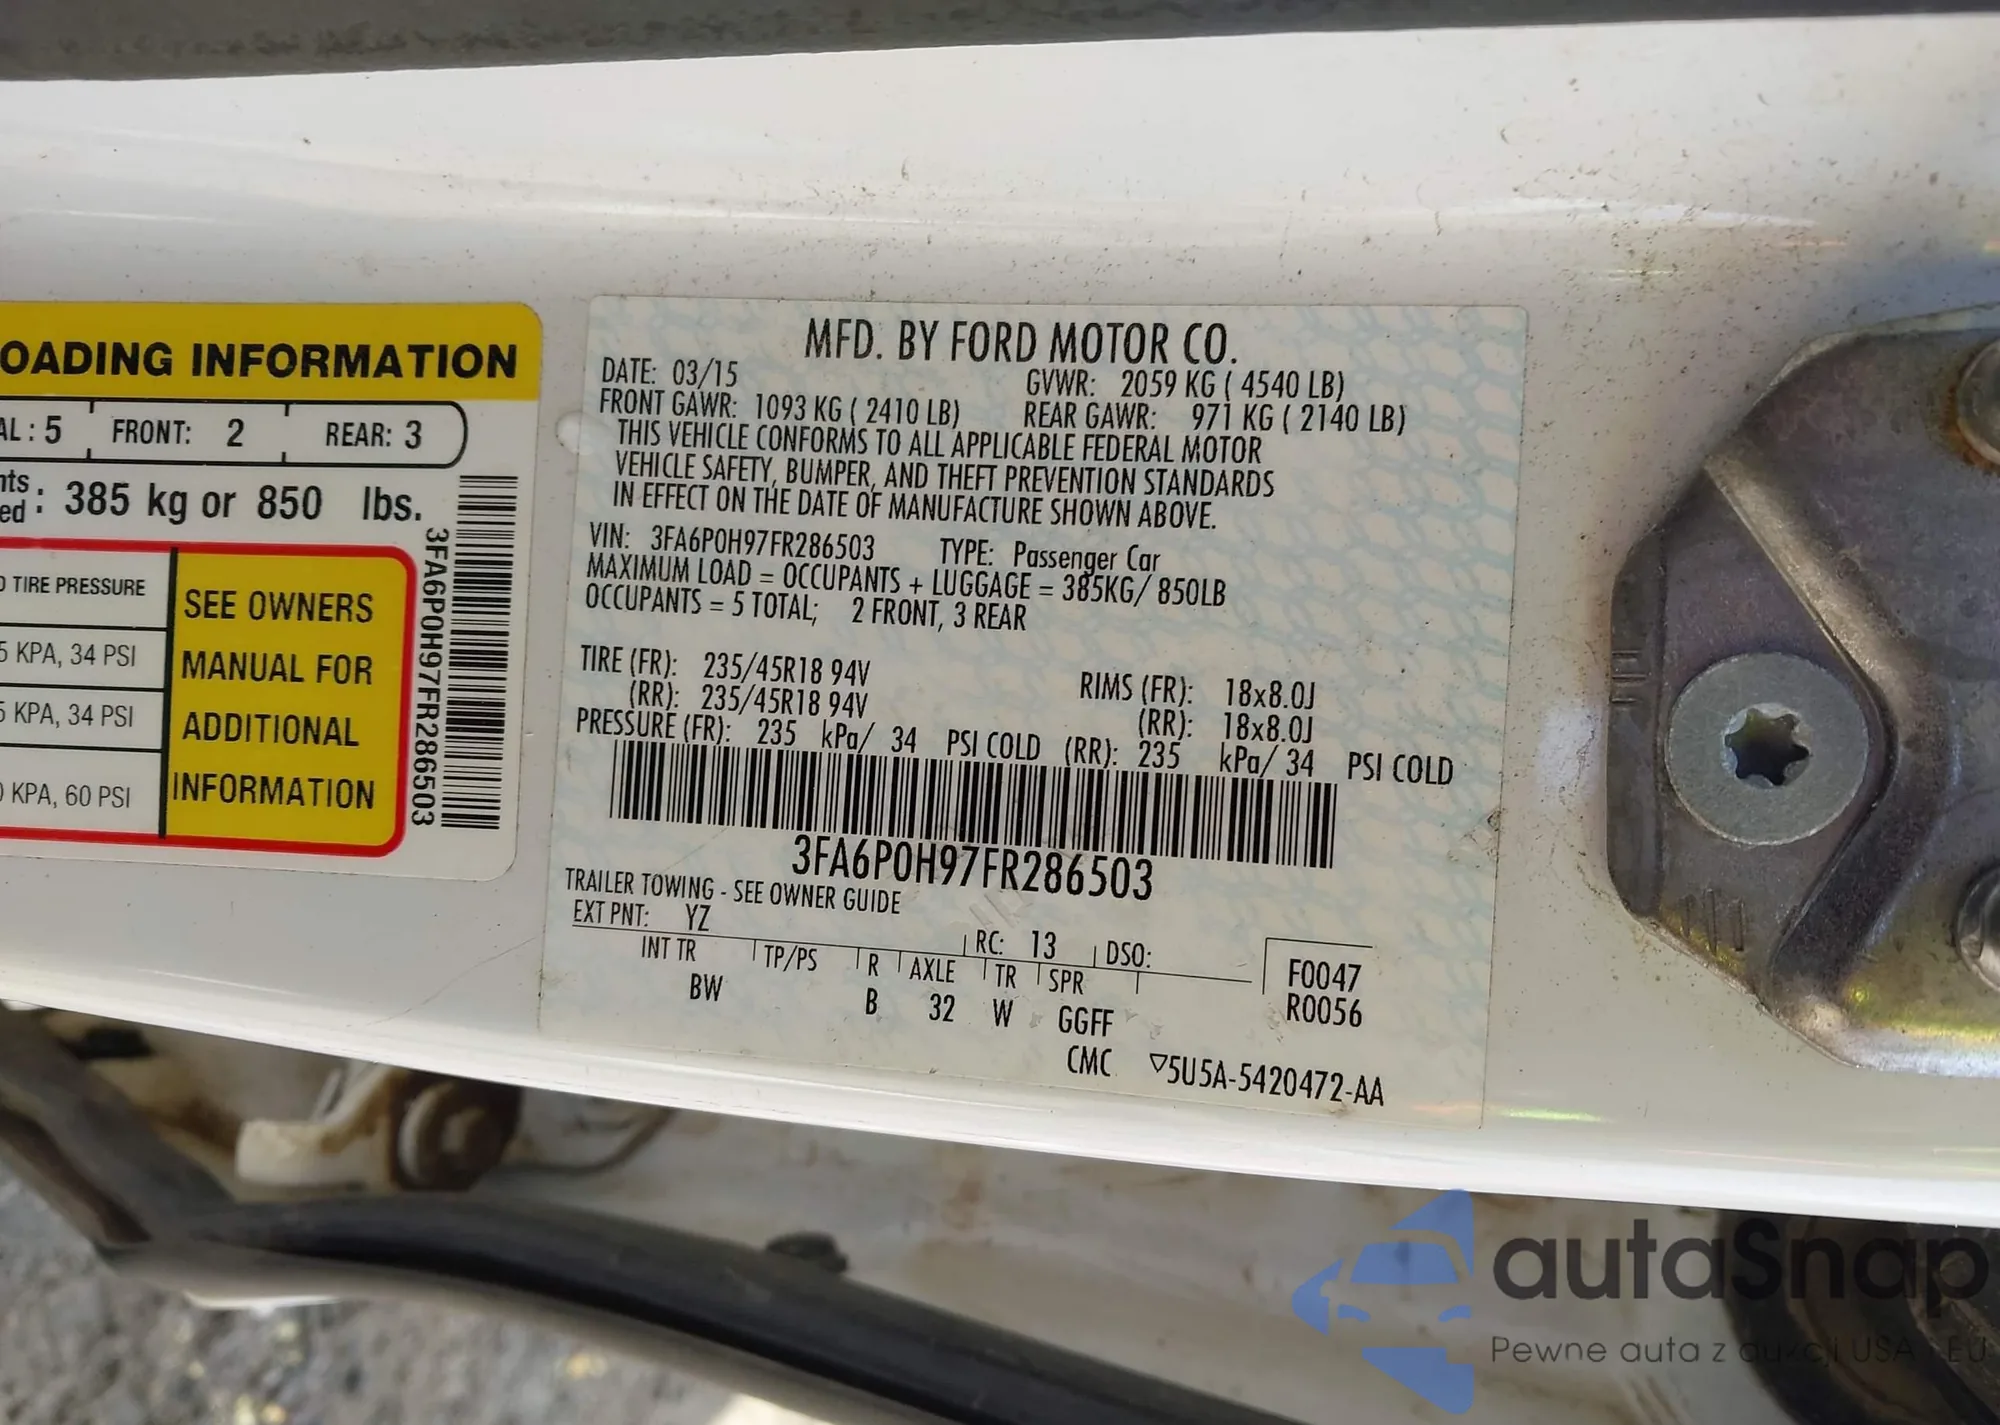 OADING INFORMATION
AL : 5 FRONT: 2 REAR: 3
nts
ed : 385 kg or 850 lbs.
TIRE PRESSURE
5 KPA, 34 PSI
5 KPA, 34 PSI
0 KPA, 60 PSI
SEE OWNERS
MANUAL FOR
ADDITIONAL
INFORMATION
3FA6P0H97FR286503
MFD. BY FORD MOTOR CO.
DATE: 03/15 GVWR: 2059 KG ( 4540 LB)
FRONT GAWR: 1093 KG ( 2410 LB) REAR GAWR: 971 KG ( 2140 LB)
THIS VEHICLE CONFORMS TO ALL APPLICABLE FEDERAL MOTOR
VEHICLE SAFETY, BUMPER, AND THEFT PREVENTION STANDARDS
IN EFFECT ON THE DATE OF MANUFACTURE SHOWN ABOVE.
VIN: 3FA6P0H97FR286503 TYPE: Passenger Car
MAXIMUM LOAD = OCCUPANTS + LUGGAGE = 385KG/ 850LB
OCCUPANTS = 5 TOTAL; 2 FRONT, 3 REAR
TIRE (FR): 235/45R18 94V RIMS (FR): 18x8.0J
(RR): 235/45R18 94V (RR): 18x8.0J
PRESSURE (FR): 235 kPa/ 34 PSI COLD (RR): 235 kPa/ 34 PSI COLD
3FA6P0H97FR286503
TRAILER TOWING - SEE OWNER GUIDE
EXT PNT: YZ RC: 13 DSO:
INT TR TP/PS R AXLE TR SPR F0047
BW B 32 W GGFF R0056
CMC ▽5U5A-5420472-AA
autaSnap
Pewne auta z aukcji USA i EU